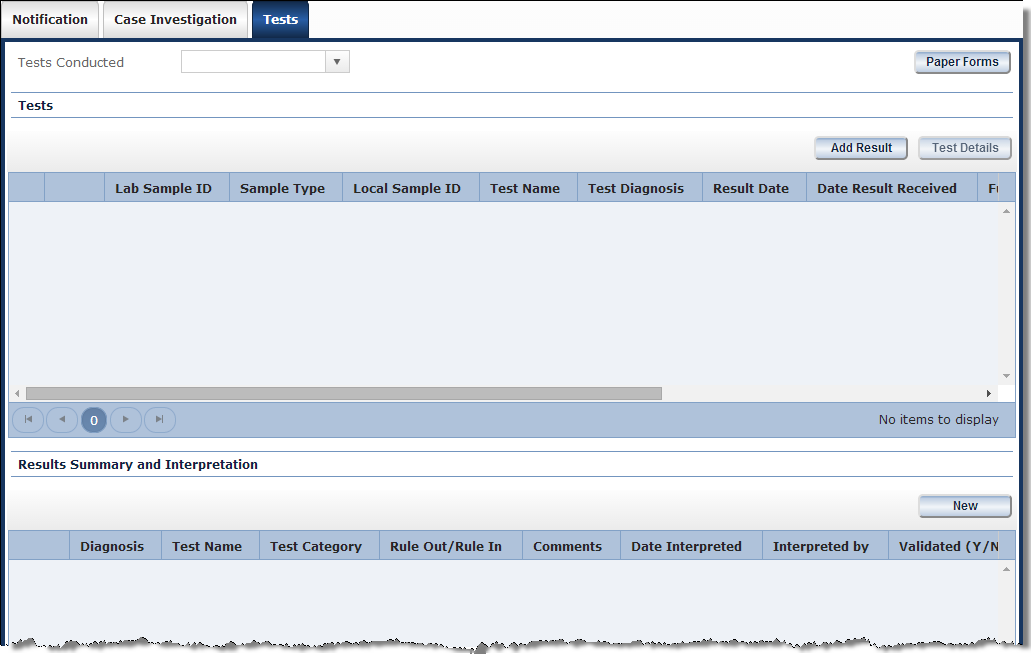 Notification Case Investigation Tests
Tests Conducted Paper Forms
Tests
Add Result Test Details
Lab Sample ID Sample Type Local Sample ID Test Name Test Diagnosis Result Date Date Result Received
0 No items to display
Results Summary and Interpretation
New
Diagnosis Test Name Test Category Rule Out/Rule In Comments Date Interpreted Interpreted by Validated (Y/N